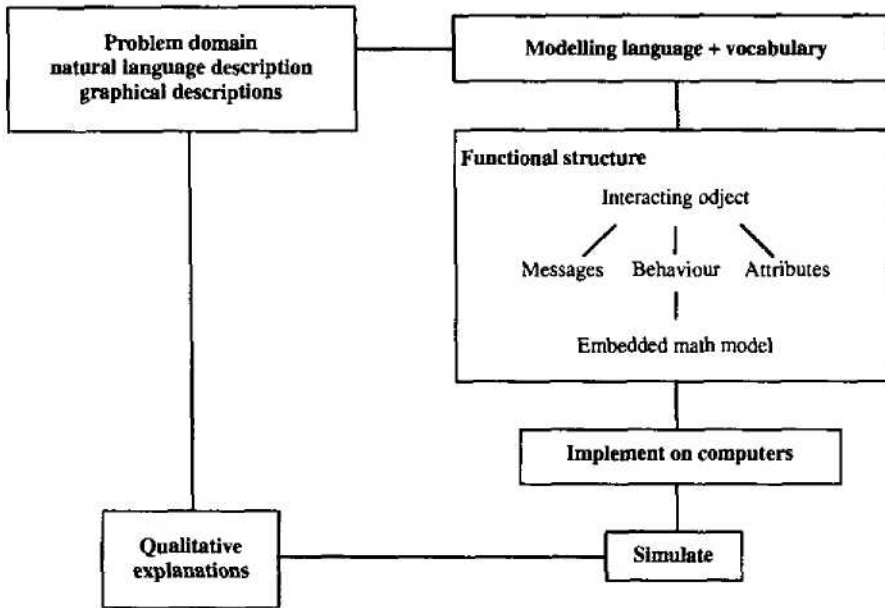 Problem domain
natural language description
graphical descriptions
Modelling language + vocabulary
Functional structure
Interacting odject
Messages Behaviour Attributes
Embedded math model
Implement on computers
Simulate
Qualitative
explanations